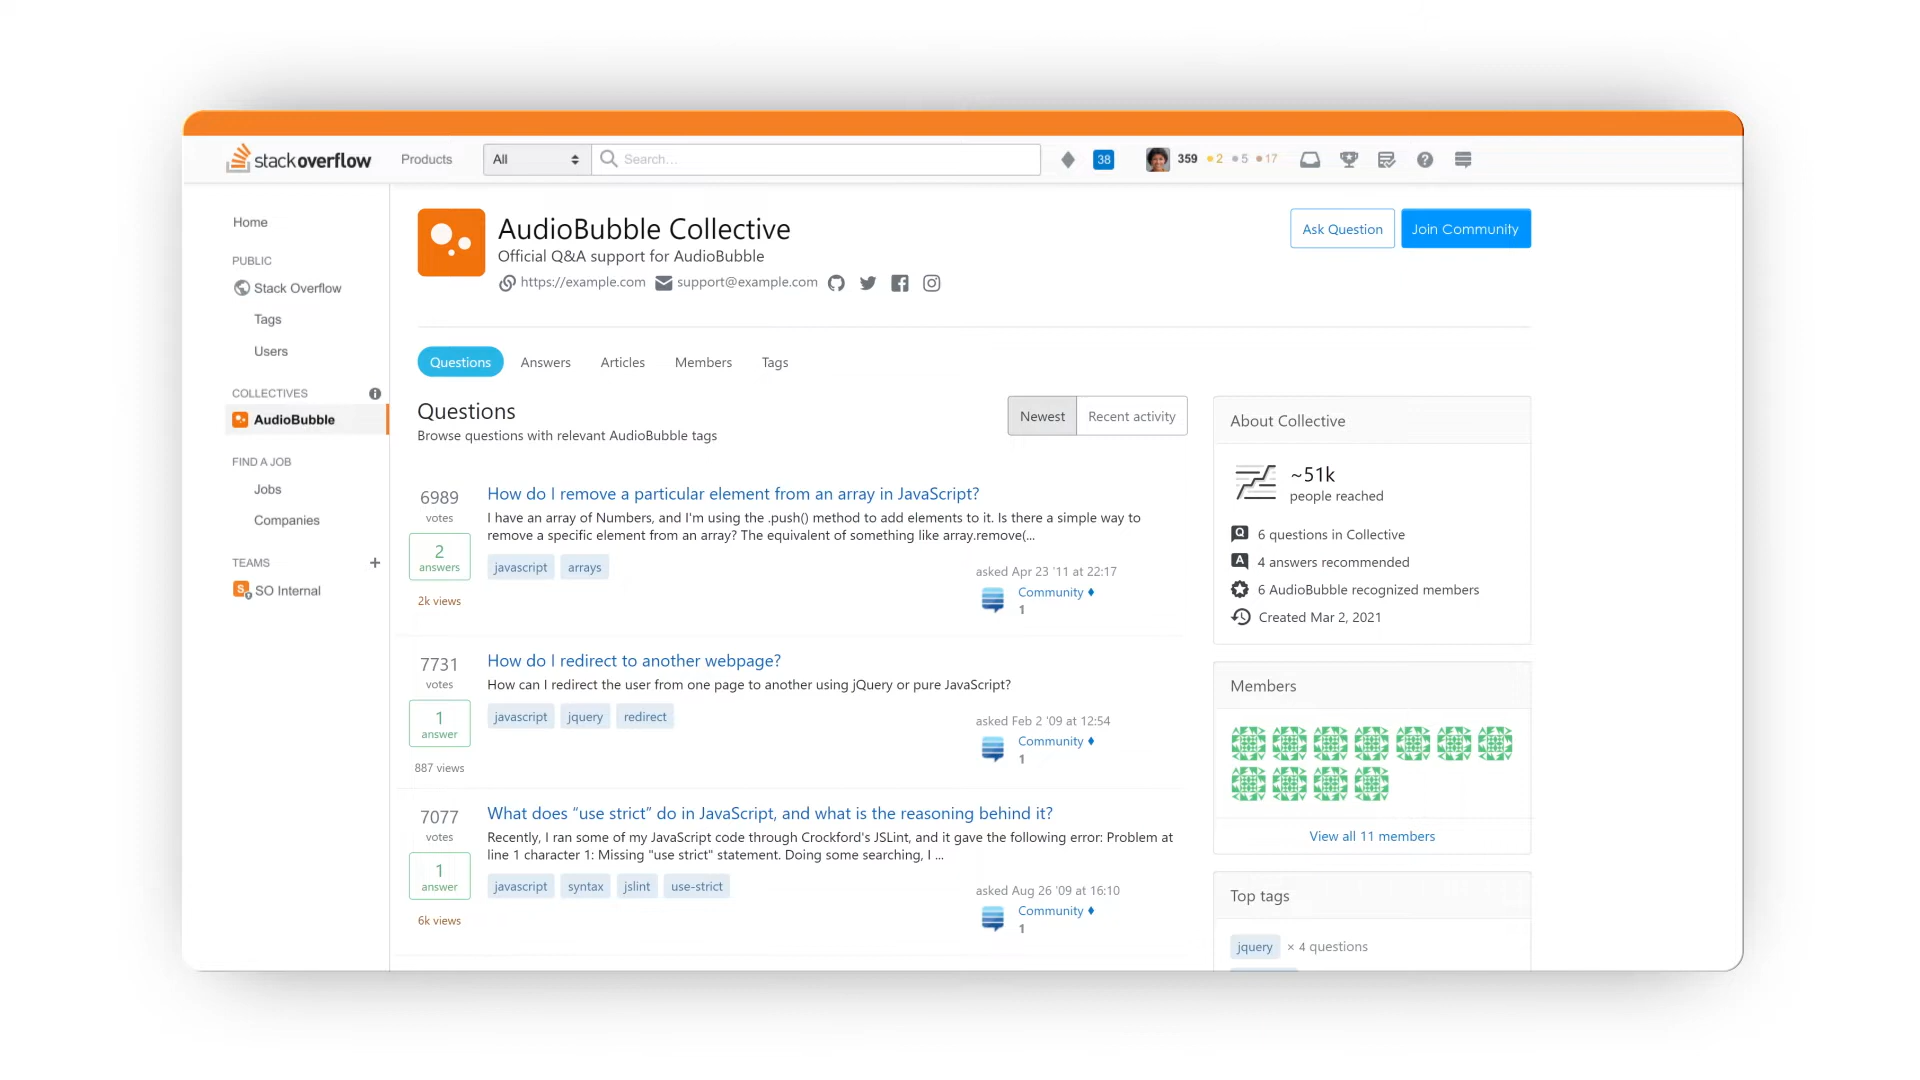 stackoverflow
Products
All
Search...
38
359
2
5
17
Home
PUBLIC
Stack Overflow
Tags
Users
COLLECTIVES
AudioBubble
FIND A JOB
Jobs
Companies
TEAMS
SO Internal
AudioBubble Collective
Official Q&A support for AudioBubble
https://example.com support@example.com
Ask Question
Join Community
Questions Answers Articles Members Tags
Questions
Browse questions with relevant AudioBubble tags
Newest Recent activity
6989
votes
2
answers
2k views
How do I remove a particular element from an array in JavaScript?
I have an array of Numbers, and I'm using the .push() method to add elements to it. Is there a simple way to
remove a specific element from an array? The equivalent of something like array.remove(...
javascript arrays
asked Apr 23 '11 at 22:17
Community
1
7731
votes
1
answer
887 views
How do I redirect to another webpage?
How can I redirect the user from one page to another using jQuery or pure JavaScript?
javascript jquery redirect
asked Feb 2 '09 at 12:54
Community
1
7077
votes
1
answer
6k views
What does “use strict” do in JavaScript, and what is the reasoning behind it?
Recently, I ran some of my JavaScript code through Crockford's JSLint, and it gave the following error: Problem at
line 1 character 1: Missing "use strict" statement. Doing some searching, I ...
javascript syntax jslint use-strict
asked Aug 26 '09 at 16:10
Community
1
About Collective
~51k
people reached
6 questions in Collective
4 answers recommended
6 AudioBubble recognized members
Created Mar 2, 2021
Members
View all 11 members
Top tags
jquery × 4 questions